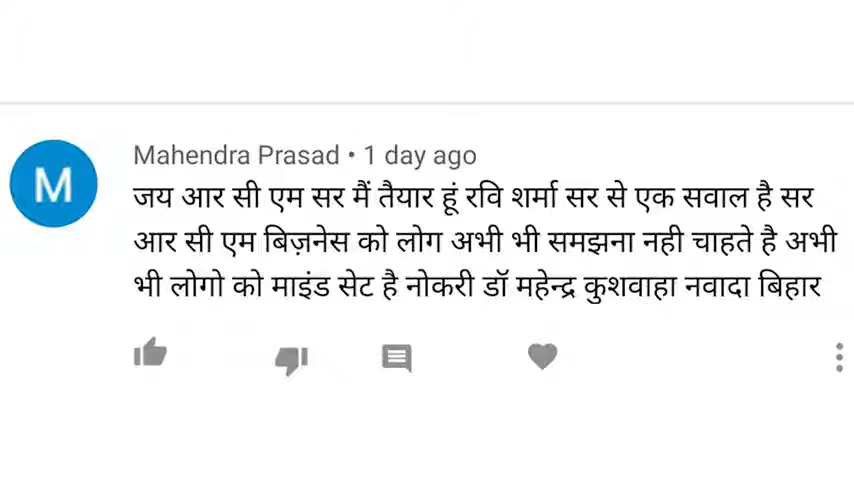 Mahendra Prasad • 1 day ago
M
जय आर सी एम सर मैं तैयार हूं रवि शर्मा सर से एक सवाल है सर
आर सी एम बिज़नेस को लोग अभी भी समझना नही चाहते है अभी
भी लोगो को माइंड सेट है नोकरी डॉ महेन्द्र कुशवाहा नवादा बिहार